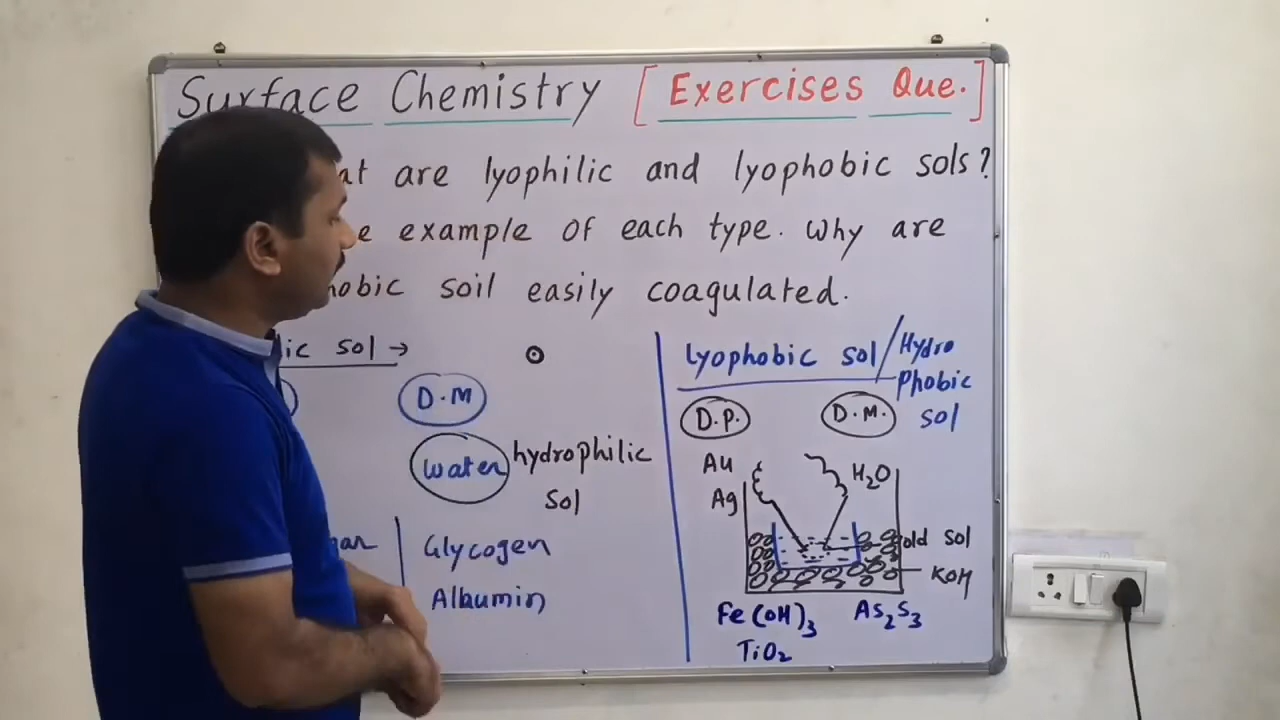 Surface Chemistry [Exercises Que.]
at are lyophilic and lyophobic sols?
e example of each type. Why are
hobic soil easily coagulated.
lic sol →
D.M
water hydrophilic
Sol
Glycogen
Albumin
Lyophobic sol/Hydro
Phobic
sol
D.P. D.M.
Au
Ag
H2O
old sol
KOH
Fe(OH)3 As2S3
TiO2